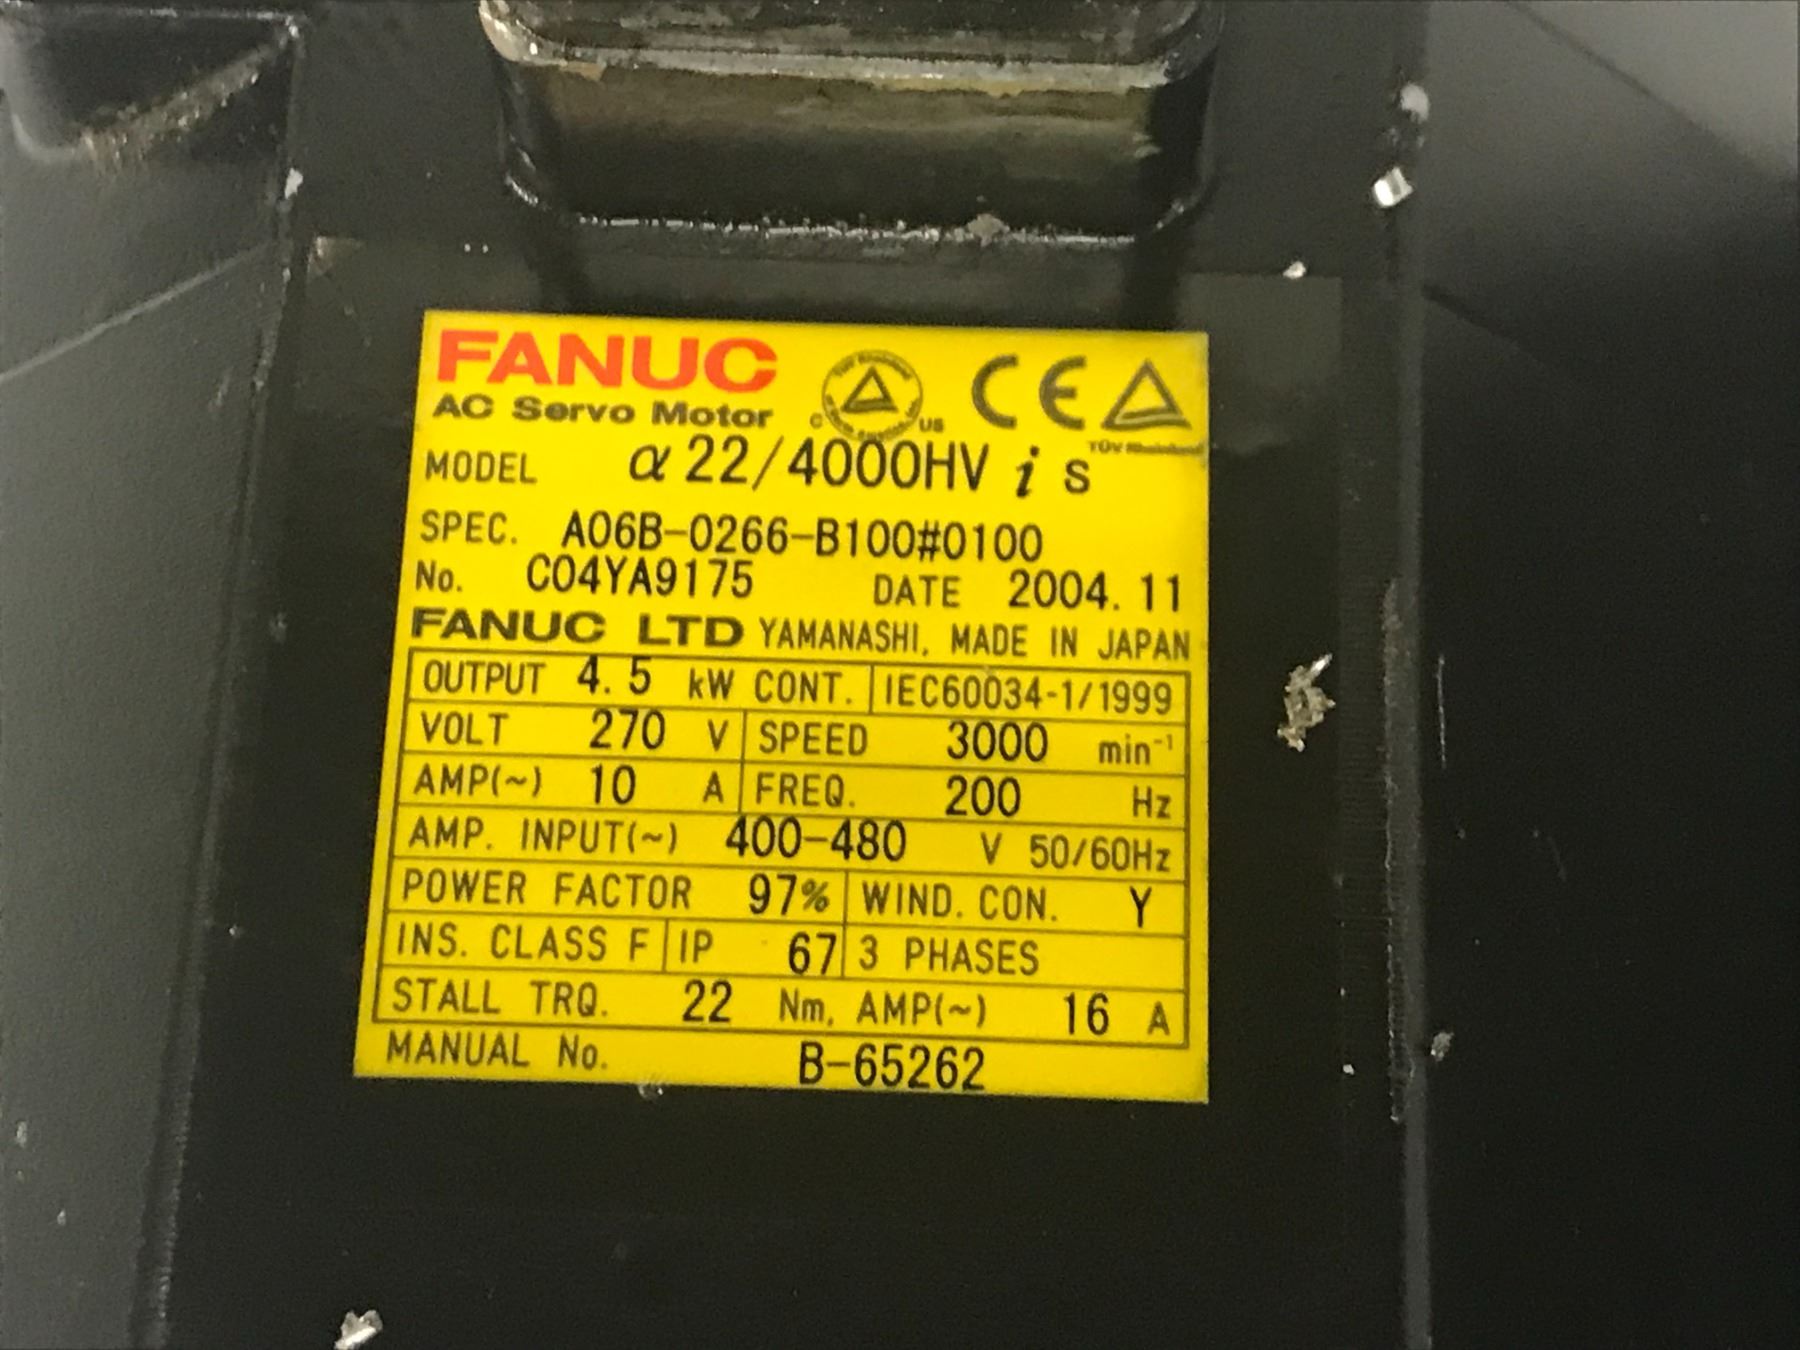 FANUC
AC Servo Motor
C US
CE
TÜV Rheinland
MODEL α22/4000HV i s
SPEC. A06B-0266-B100#0100
No. C04YA9175 DATE 2004.11
FANUC LTD YAMANASHI, MADE IN JAPAN
OUTPUT 4.5 kW CONT. IEC60034-1/1999
VOLT 270 V SPEED 3000 min⁻¹
AMP(~) 10 A FREQ. 200 Hz
AMP. INPUT(~) 400-480 V 50/60Hz
POWER FACTOR 97% WIND. CON. Y
INS. CLASS F IP 67 3 PHASES
STALL TRQ. 22 Nm, AMP(~) 16 A
MANUAL No. B-65262